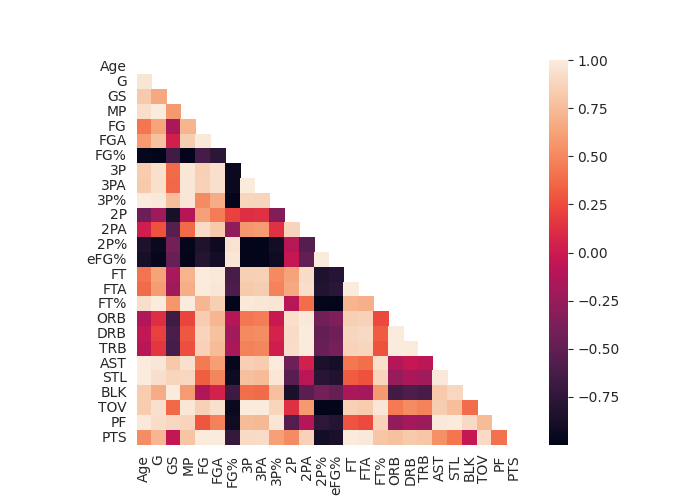 Age
G
GS
MP
FG
FGA
FG%
3P
3PA
3P%
2P
2PA
2P%
eFG%
FT
FTA
FT%
ORB
DRB
TRB
AST
STL
BLK
TOV
PF
PTS
Age G GS MP FG FGA FG% 3P 3PA 3P% 2P 2PA 2P% eFG% FT FTA FT% ORB DRB TRB AST STL BLK TOV PF PTS
1.00
0.75
0.50
0.25
0.00
−0.25
−0.50
−0.75